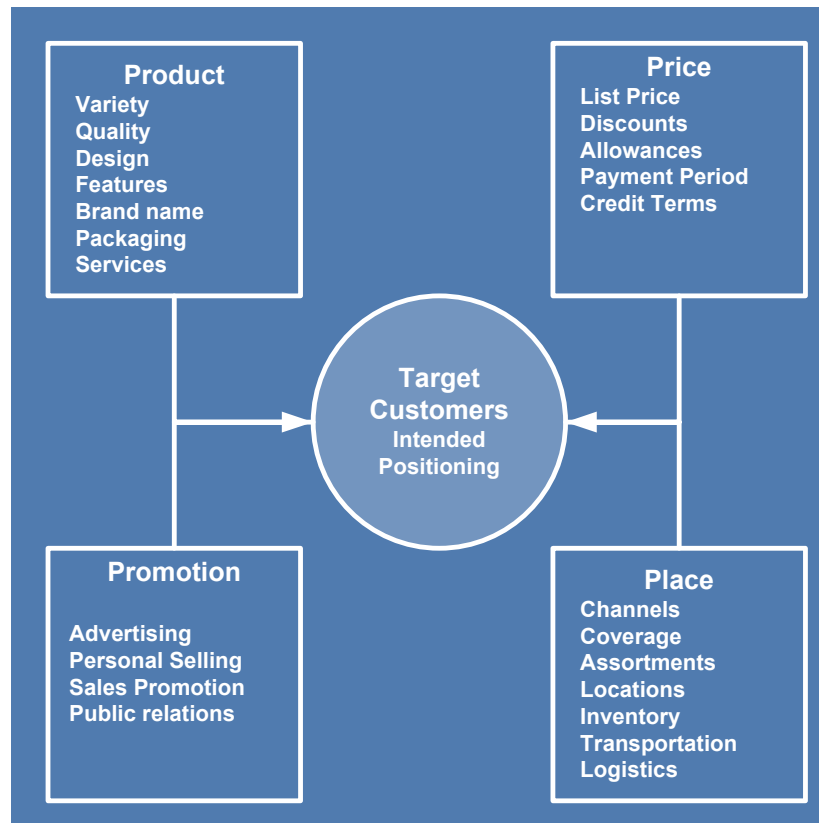 Product
Variety
Quality
Design
Features
Brand name
Packaging
Services
Price
List Price
Discounts
Allowances
Payment Period
Credit Terms
Target
Customers
Intended
Positioning
Promotion
Advertising
Personal Selling
Sales Promotion
Public relations
Place
Channels
Coverage
Assortments
Locations
Inventory
Transportation
Logistics